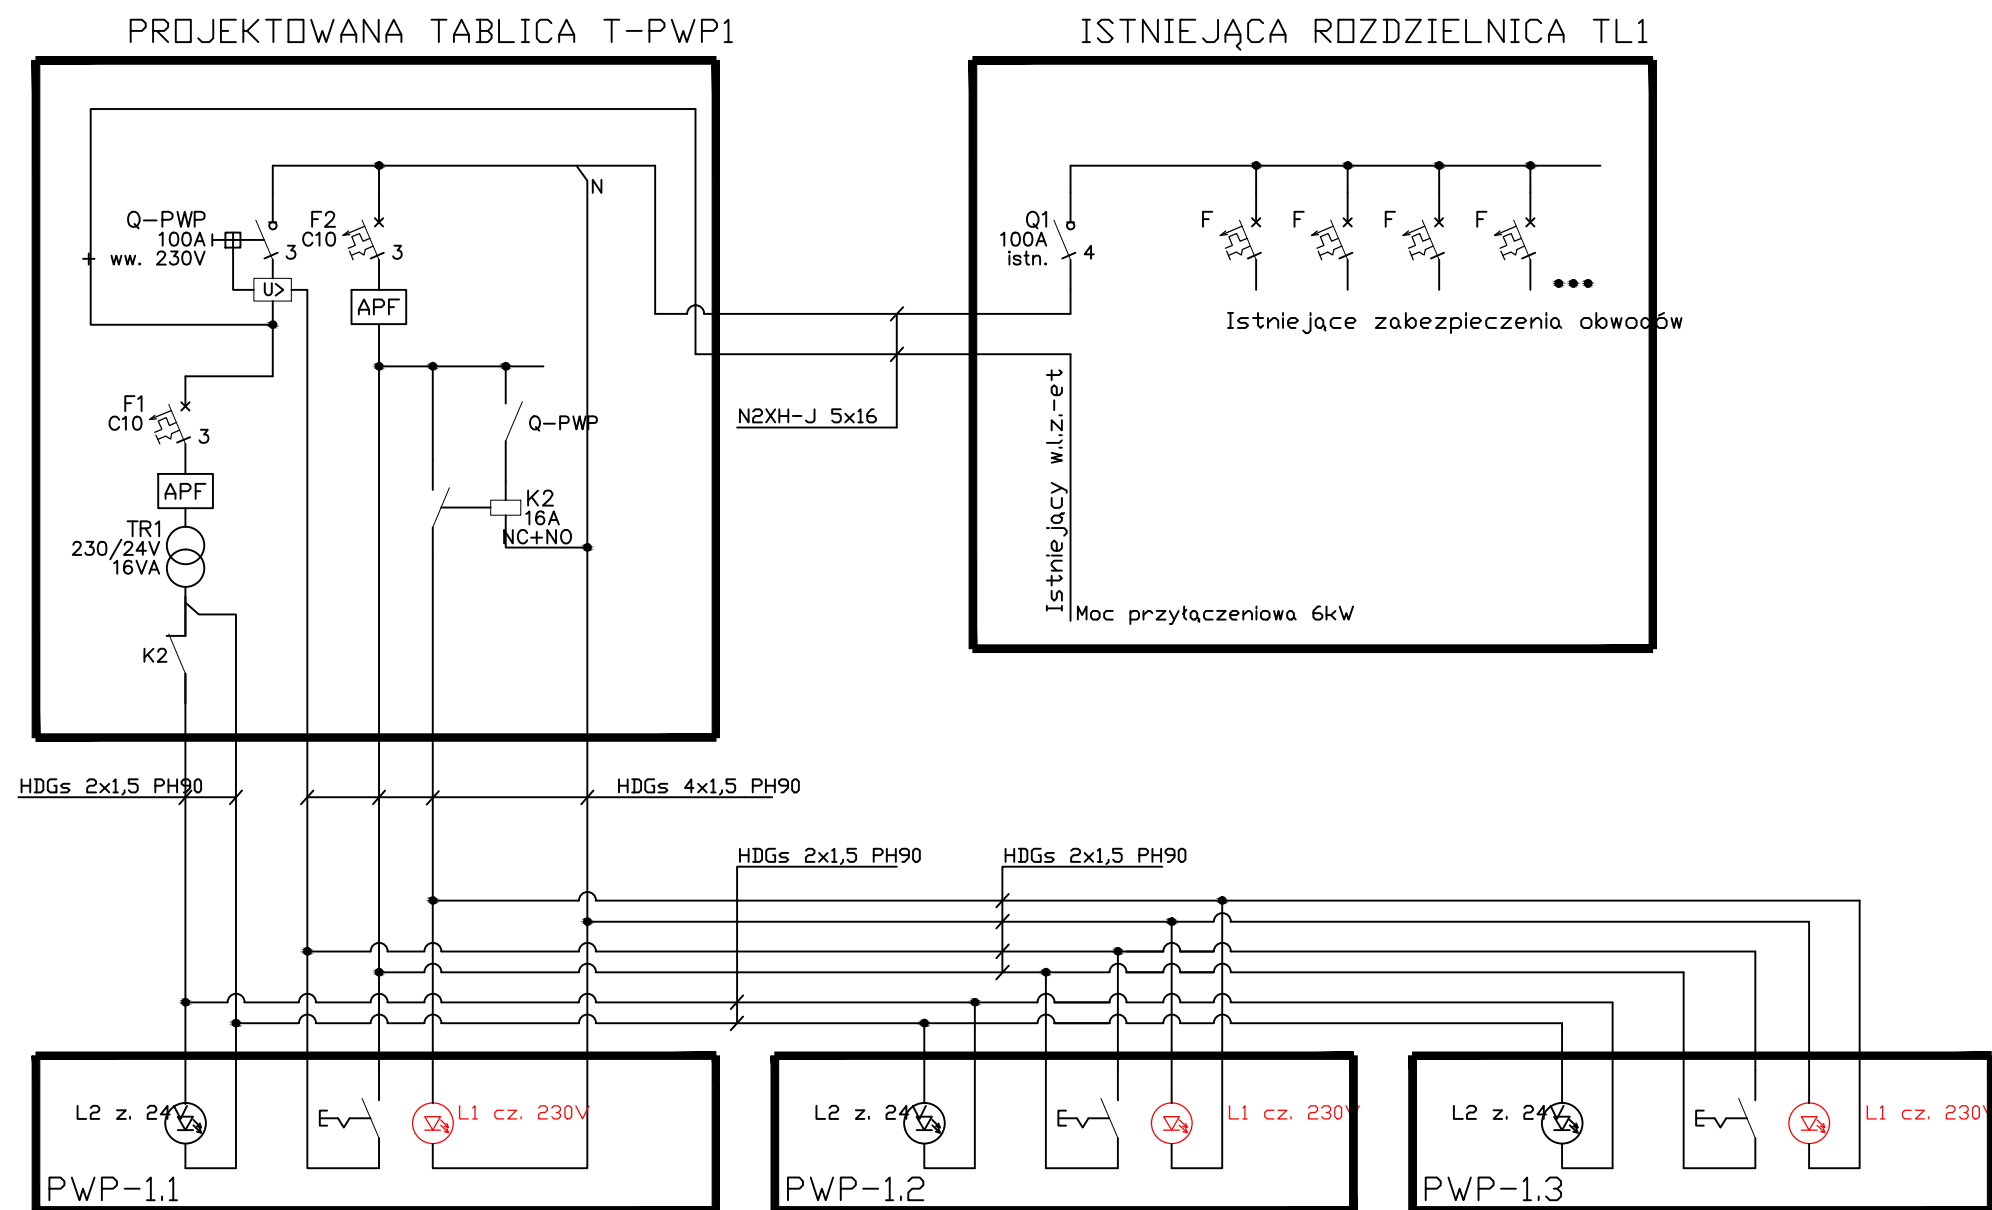 PROJEKTOWANA TABLICA T-PWP1
ISTNIEJĄCA ROZDZIELNICA TL1
N
Q-PWP
100A
+ ww. 230V
3
U>
F2
C10
3
APF
F1
C10
3
APF
TR1
230/24V
16VA
K2
Q-PWP
K2
16A
NC+NO
N2XH-J 5x16
Q1
100A
istn.
4
F
F
F
F
Istniejące zabezpieczenia obwodów
Istniejący w.l.z.-et
Moc przyłączeniowa 6kW
HDGs 2x1,5 PH90
HDGs 4x1,5 PH90
HDGs 2x1,5 PH90
HDGs 2x1,5 PH90
L2 z. 24V
L1 cz. 230V
PWP-1.1
L2 z. 24V
L1 cz. 230V
PWP-1.2
L2 z. 24V
L1 cz. 230V
PWP-1.3